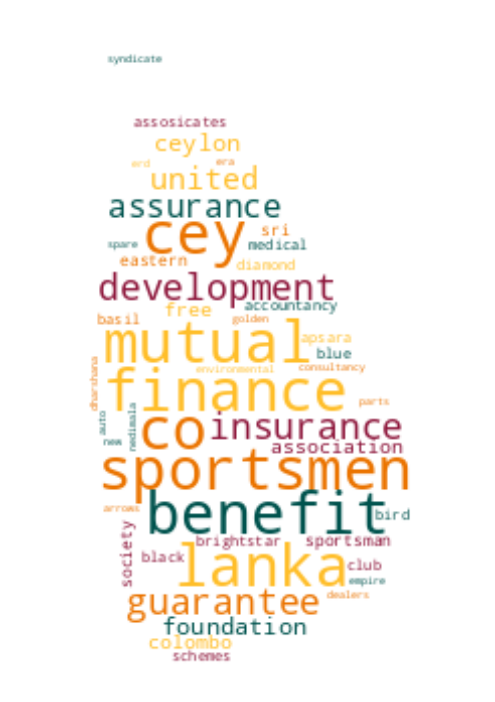 syndicate
assosicates
ceylon
erd era
united
assurance
cey sri
spare medical
eastern diamond
development
free accountancy
basil golden
mutual apsara
blue
environmental consultancy
dharshana finance parts
auto new nedimala co insurance
association
sportsmen
benefit bird
arrows
society brightstar sportsman
black lanka club
empire
guarantee dealers
foundation
colombo
schemes